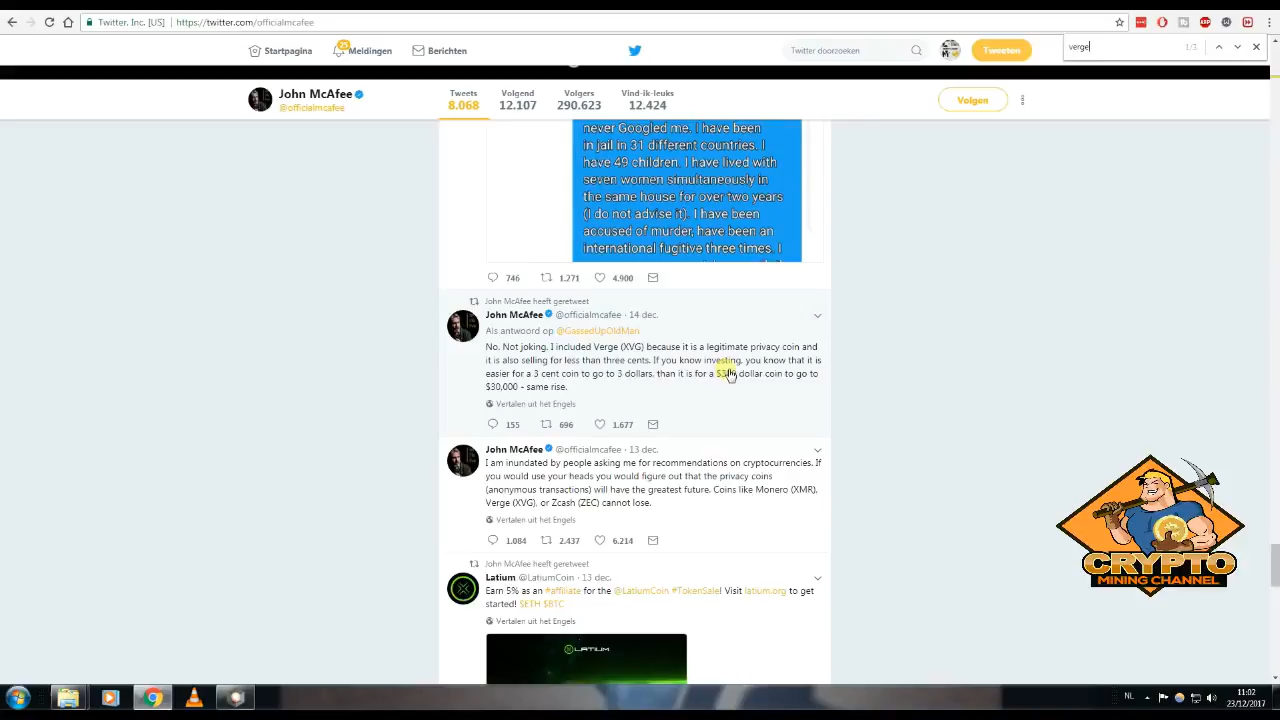 Twitter, Inc. [US]
https://twitter.com/officialmcafee
verge
1/3
Startpagina
25
Meldingen
Berichten
Twitter doorzoeken
Tweeten
John McAfee
@officialmcafee
Tweets
8.068
Volgend
12.107
Volgers
290.623
Vind-ik-leuks
12.424
Volgen
never Googled me. I have been
in jail in 31 different countries. I
have 49 children. I have lived with
seven women simultaneously in
the same house for over two years
(I do not advise it). I have been
accused of murder, have been an
international fugitive three times. I
746 1.271 4.900
John McAfee heeft geretweet
John McAfee @officialmcafee · 14 dec.
Als antwoord op @GassedUpOldMan
No. Not joking. I included Verge (XVG) because it is a legitimate privacy coin and
it is also selling for less than three cents. If you know investing, you know that it is
easier for a 3 cent coin to go to 3 dollars, than it is for a dollar coin to go to
$30,000 - same rise.
Vertalen uit het Engels
155 696 1.677
John McAfee @officialmcafee · 13 dec.
I am inundated by people asking me for recommendations on cryptocurrencies. If
you would use your heads you would figure out that the privacy coins
(anonymous transactions) will have the greatest future. Coins like Monero (XMR),
Verge (XVG), or Zcash (ZEC) cannot lose.
Vertalen uit het Engels
1.084 2.437 6.214
John McAfee heeft geretweet
Latium @LatiumCoin · 13 dec.
Earn 5% as an #affiliate for the @LatiumCoin #TokenSale! Visit latium.org to get
started! $ETH $BTC
Vertalen uit het Engels
LATIUM
CRYPTO
MINING CHANNEL
NL
11:02
23/12/2017